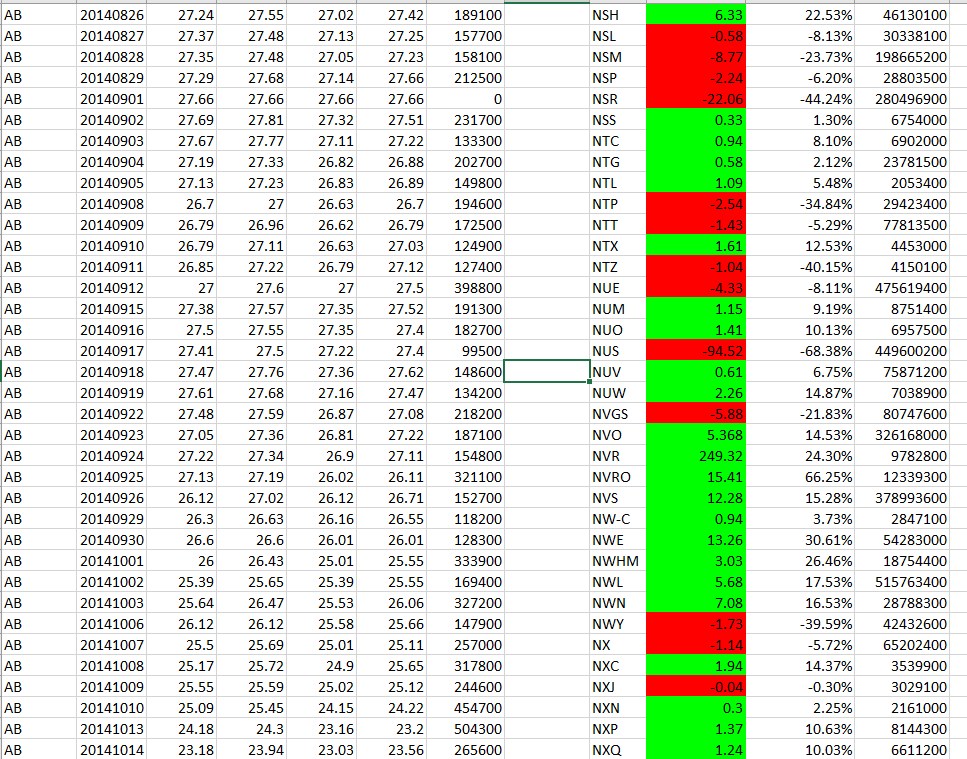 AB 20140826 27.24 27.55 27.02 27.42 189100 NSH 6.33 22.53% 46130100
AB 20140827 27.37 27.48 27.13 27.25 157700 NSL -0.58 -8.13% 30338100
AB 20140828 27.35 27.48 27.05 27.23 158100 NSM -8.77 -23.73% 198665200
AB 20140829 27.29 27.68 27.14 27.66 212500 NSP -2.24 -6.20% 28803500
AB 20140901 27.66 27.66 27.66 27.66 0 NSR -22.06 -44.24% 280496900
AB 20140902 27.69 27.81 27.32 27.51 231700 NSS 0.33 1.30% 6754000
AB 20140903 27.67 27.77 27.11 27.22 133300 NTC 0.94 8.10% 6902000
AB 20140904 27.19 27.33 26.82 26.88 202700 NTG 0.58 2.12% 23781500
AB 20140905 27.13 27.23 26.83 26.89 149800 NTL 1.09 5.48% 2053400
AB 20140908 26.7 27 26.63 26.7 194600 NTP -2.54 -34.84% 29423400
AB 20140909 26.79 26.96 26.62 26.79 172500 NTT -1.43 -5.29% 77813500
AB 20140910 26.79 27.11 26.63 27.03 124900 NTX 1.61 12.53% 4453000
AB 20140911 26.85 27.22 26.79 27.12 127400 NTZ -1.04 -40.15% 4150100
AB 20140912 27 27.6 27 27.5 398800 NUE -4.33 -8.11% 475619400
AB 20140915 27.38 27.57 27.35 27.52 191300 NUM 1.15 9.19% 8751400
AB 20140916 27.5 27.55 27.35 27.4 182700 NUO 1.41 10.13% 6957500
AB 20140917 27.41 27.5 27.22 27.4 99500 NUS -94.52 -68.38% 449600200
AB 20140918 27.47 27.76 27.36 27.62 148600 NUV 0.61 6.75% 75871200
AB 20140919 27.61 27.68 27.16 27.47 134200 NUW 2.26 14.87% 7038900
AB 20140922 27.48 27.59 26.87 27.08 218200 NVGS -5.88 -21.83% 80747600
AB 20140923 27.05 27.36 26.81 27.22 187100 NVO 5.368 14.53% 326168000
AB 20140924 27.22 27.34 26.9 27.11 154800 NVR 249.32 24.30% 9782800
AB 20140925 27.13 27.19 26.02 26.11 321100 NVRO 15.41 66.25% 12339300
AB 20140926 26.12 27.02 26.12 26.71 152700 NVS 12.28 15.28% 378993600
AB 20140929 26.3 26.63 26.16 26.55 118200 NW-C 0.94 3.73% 2847100
AB 20140930 26.6 26.6 26.01 26.01 128300 NWE 13.26 30.61% 54283000
AB 20141001 26 26.43 25.01 25.55 333900 NWHM 3.03 26.46% 18754400
AB 20141002 25.39 25.65 25.39 25.55 169400 NWL 5.68 17.53% 515763400
AB 20141003 25.64 26.47 25.53 26.06 327200 NWN 7.08 16.53% 28788300
AB 20141006 26.12 26.12 25.58 25.66 147900 NWY -1.73 -39.59% 42432600
AB 20141007 25.5 25.69 25.01 25.11 257000 NX -1.14 -5.72% 65202400
AB 20141008 25.17 25.72 24.9 25.65 317800 NXC 1.94 14.37% 3539900
AB 20141009 25.55 25.59 25.02 25.12 244600 NXJ -0.04 -0.30% 3029100
AB 20141010 25.09 25.45 24.15 24.22 454700 NXN 0.3 2.25% 2161000
AB 20141013 24.18 24.3 23.16 23.2 504300 NXP 1.37 10.63% 8144300
AB 20141014 23.18 23.94 23.03 23.56 265600 NXQ 1.24 10.03% 6611200